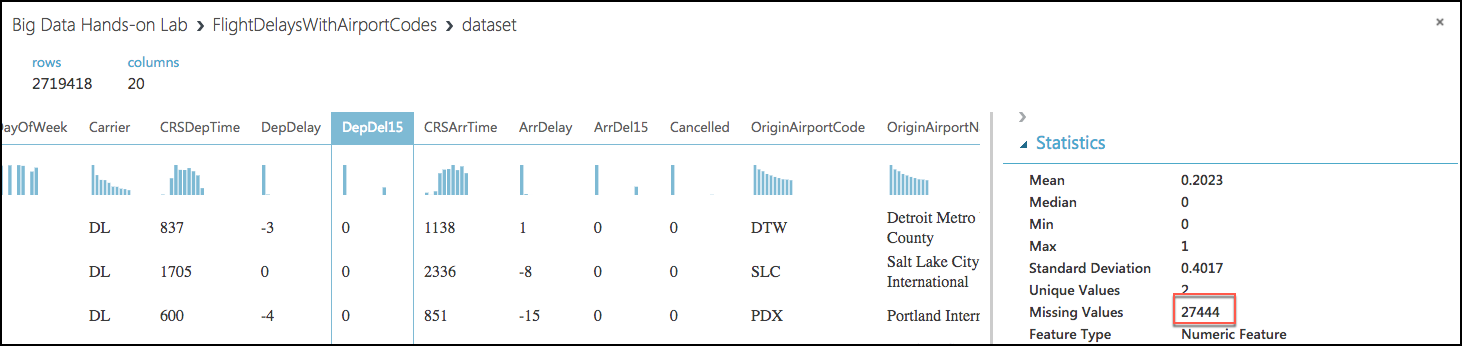 Big Data Hands-on Lab > FlightDelaysWithAirportCodes > dataset
rows columns
2719418 20
DayOfWeek Carrier CRSDepTime DepDelay DepDel15 CRSArrTime ArrDelay ArrDel15 Cancelled OriginAirportCode OriginAirportN
DL 837 -3 0 1138 1 0 0 DTW Detroit Metro
County
DL 1705 0 0 2336 -8 0 0 SLC Salt Lake City
International
DL 600 -4 0 851 -15 0 0 PDX Portland Intern
Statistics
Mean 0.2023
Median 0
Min 0
Max 1
Standard Deviation 0.4017
Unique Values 2
Missing Values 27444
Feature Type Numeric Feature